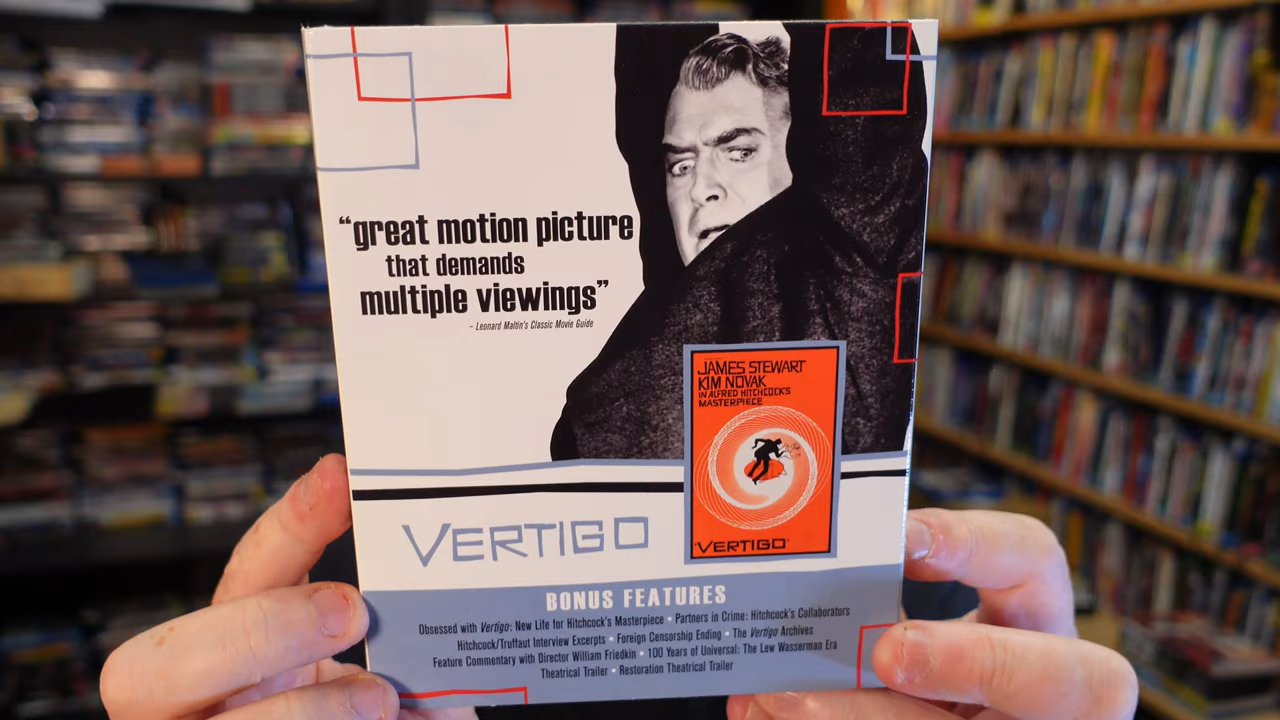 “great motion picture
that demands
multiple viewings”
- Leonard Maltin's Classic Movie Guide
JAMES STEWART
KIM NOVAK
IN ALFRED HITCHCOCK'S
MASTERPIECE
'VERTIGO'
VERTIGO
BONUS FEATURES
Obsessed with Vertigo: New Life for Hitchcock's Masterpiece • Partners in Crime: Hitchcock's Collaborators
Hitchcock/Truffaut Interview Excerpts • Foreign Censorship Ending • The Vertigo Archives
Feature Commentary with Director William Friedkin • 100 Years of Universal: The Lew Wasserman Era
Theatrical Trailer • Restoration Theatrical Trailer